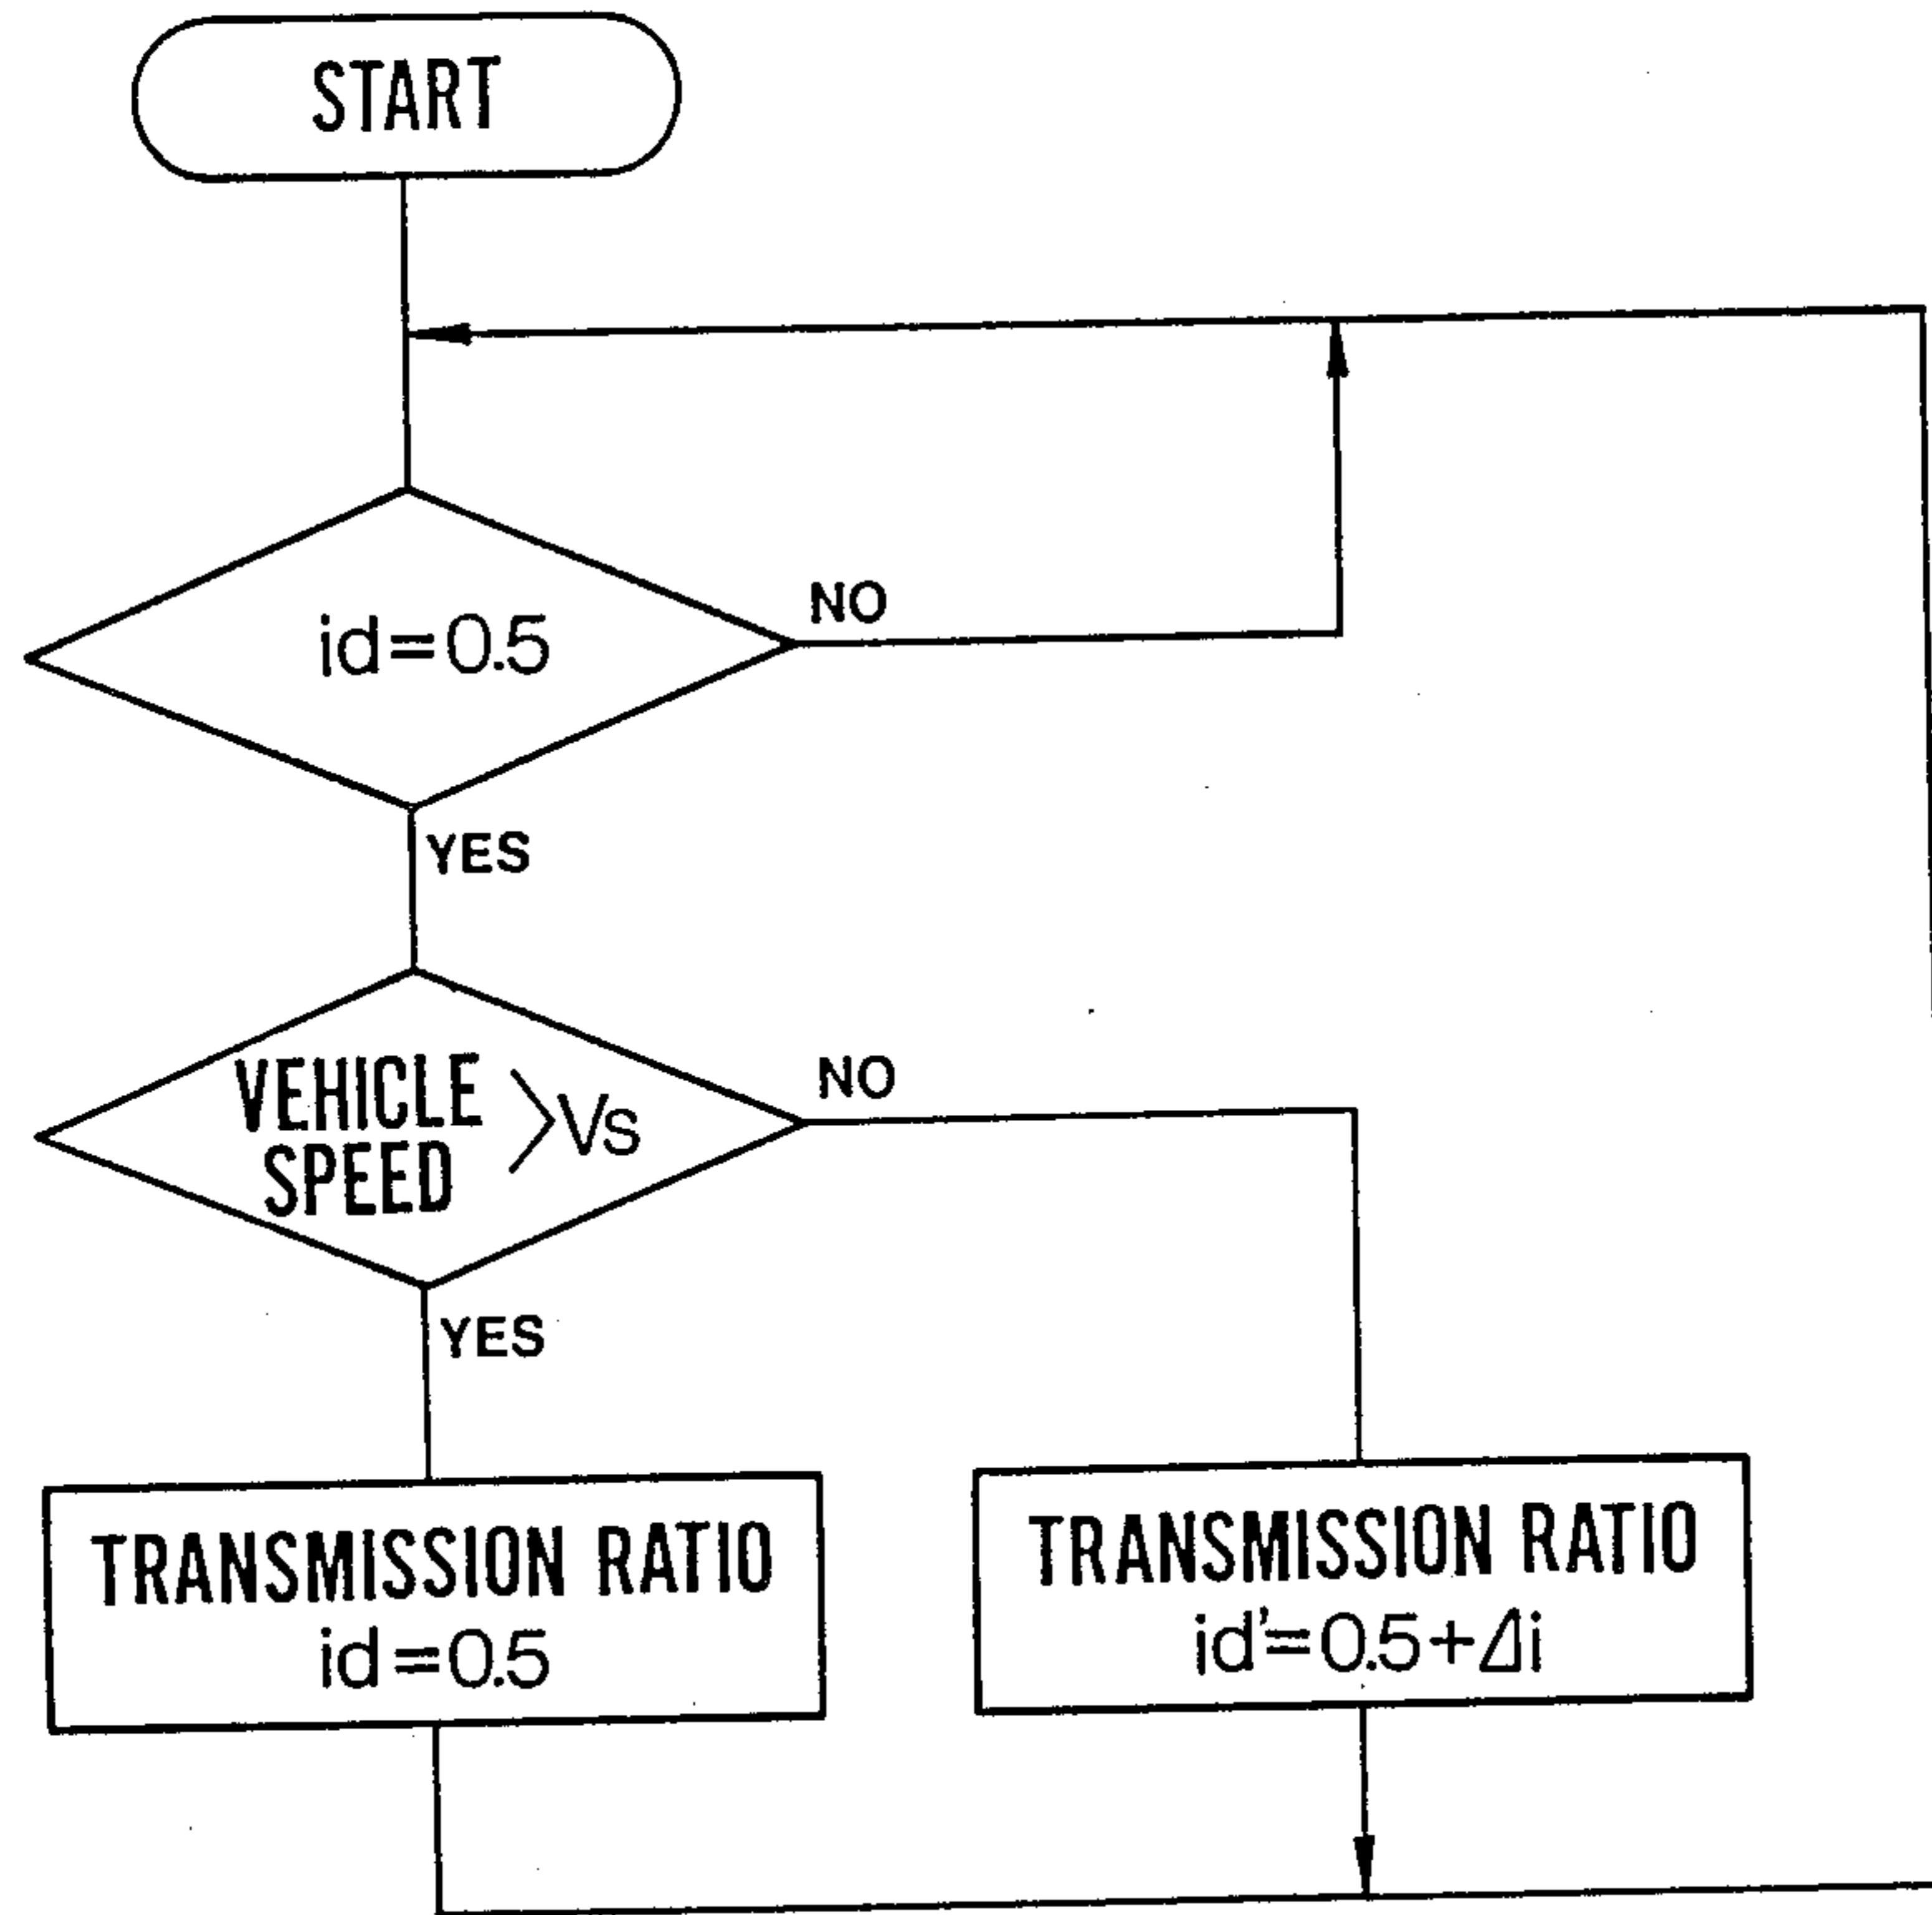 START
id=0.5
NO
YES
VEHICLE
SPEED
>Vs
NO
YES
TRANSMISSION RATIO
id=0.5
TRANSMISSION RATIO
id'=0.5+Δi